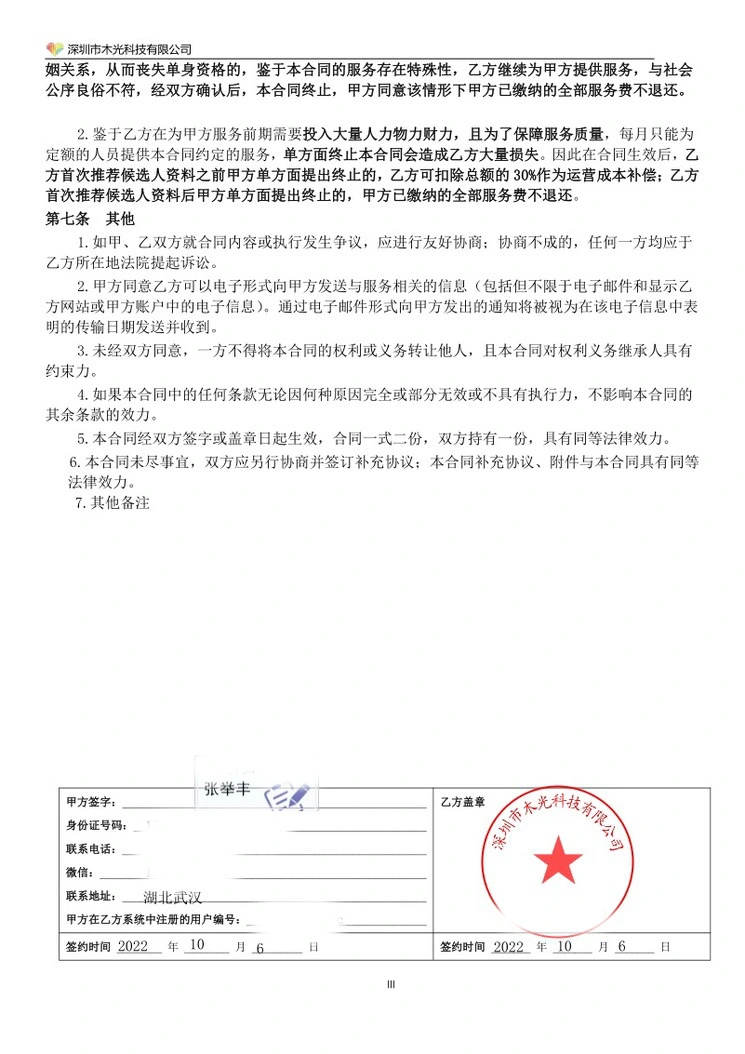 深圳市木光科技有限公司
姻关系，从而丧失单身资格的，鉴于本合同的服务存在特殊性，乙方继续为甲方提供服务，与社会
公序良俗不符，经双方确认后，本合同终止，甲方同意该情形下甲方已缴纳的全部服务费不退还。
2.鉴于乙方在为甲方服务前期需要投入大量人力物力财力，且为了保障服务质量，每月只能为
定额的人员提供本合同约定的服务，单方面终止本合同会造成乙方大量损失。因此在合同生效后，乙
方首次推荐候选人资料之前甲方单方面提出终止的，乙方可扣除总额的 30%作为运营成本补偿；乙方
首次推荐候选人资料后甲方单方面提出终止的，甲方已缴纳的全部服务费不退还。
第七条 其他
1.如甲、乙双方就合同内容或执行发生争议，应进行友好协商；协商不成的，任何一方均应于
乙方所在地法院提起诉讼。
2.甲方同意乙方可以电子形式向甲方发送与服务相关的信息（包括但不限于电子邮件和显示乙
方网站或甲方账户中的电子信息）。通过电子邮件形式向甲方发出的通知将被视为在该电子信息中表
明的传输日期发送并收到。
3.未经双方同意，一方不得将本合同的权利或义务转让他人，且本合同对权利义务继承人具有
约束力。
4.如果本合同中的任何条款无论因何种原因完全或部分无效或不具有执行力，不影响本合同的
其余条款的效力。
5.本合同经双方签字或盖章日起生效，合同一式二份，双方持有一份，具有同等法律效力。
6.本合同未尽事宜，双方应另行协商并签订补充协议；本合同补充协议、附件与本合同具有同等
法律效力。
7.其他备注
甲方签字： 张举丰
身份证号码：
联系电话：
微信：
联系地址： 湖北武汉
甲方在乙方系统中注册的用户编号：
签约时间 2022 年 10 月 6 日
乙方盖章
深圳市木光科技有限公司
签约时间 2022 年 10 月 6 日
III